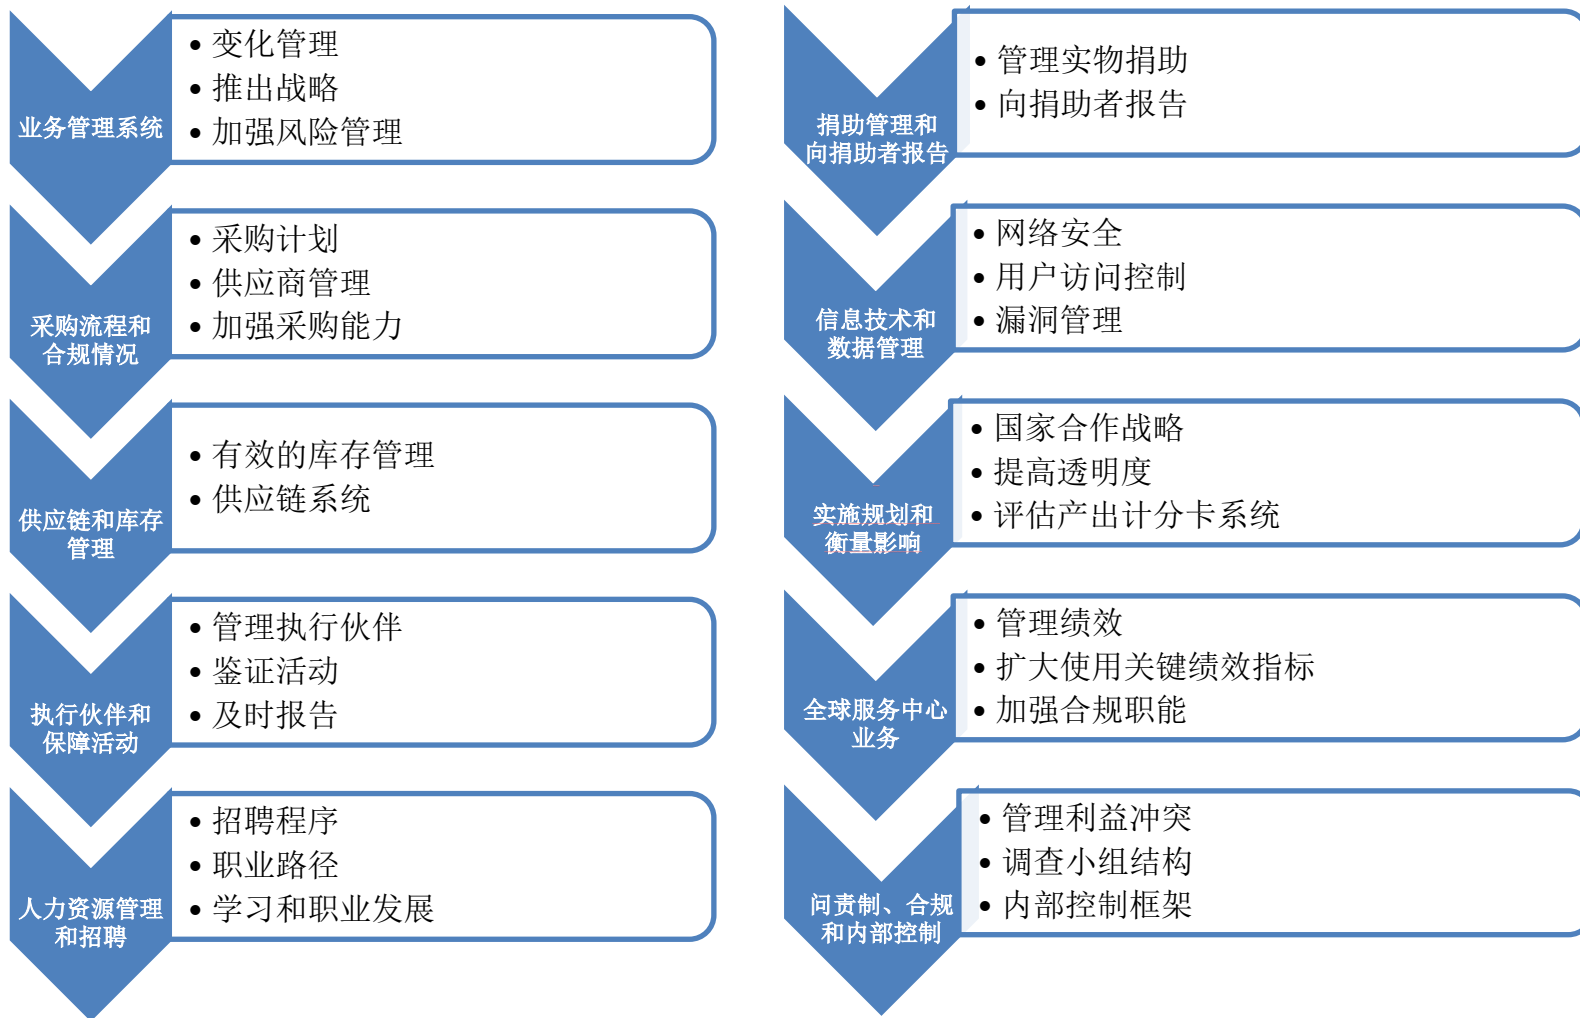 业务管理系统
• 变化管理
• 推出战略
• 加强风险管理
采购流程和
合规情况
• 采购计划
• 供应商管理
• 加强采购能力
供应链和库存
管理
• 有效的库存管理
• 供应链系统
执行伙伴和
保障活动
• 管理执行伙伴
• 鉴证活动
• 及时报告
人力资源管理
和招聘
• 招聘程序
• 职业路径
• 学习和职业发展
捐助管理和
向捐助者报告
• 管理实物捐助
• 向捐助者报告
信息技术和
数据管理
• 网络安全
• 用户访问控制
• 漏洞管理
实施规划和
衡量影响
• 国家合作战略
• 提高透明度
• 评估产出计分卡系统
全球服务中心
业务
• 管理绩效
• 扩大使用关键绩效指标
• 加强合规职能
问责制、合规
和内部控制
• 管理利益冲突
• 调查小组结构
• 内部控制框架